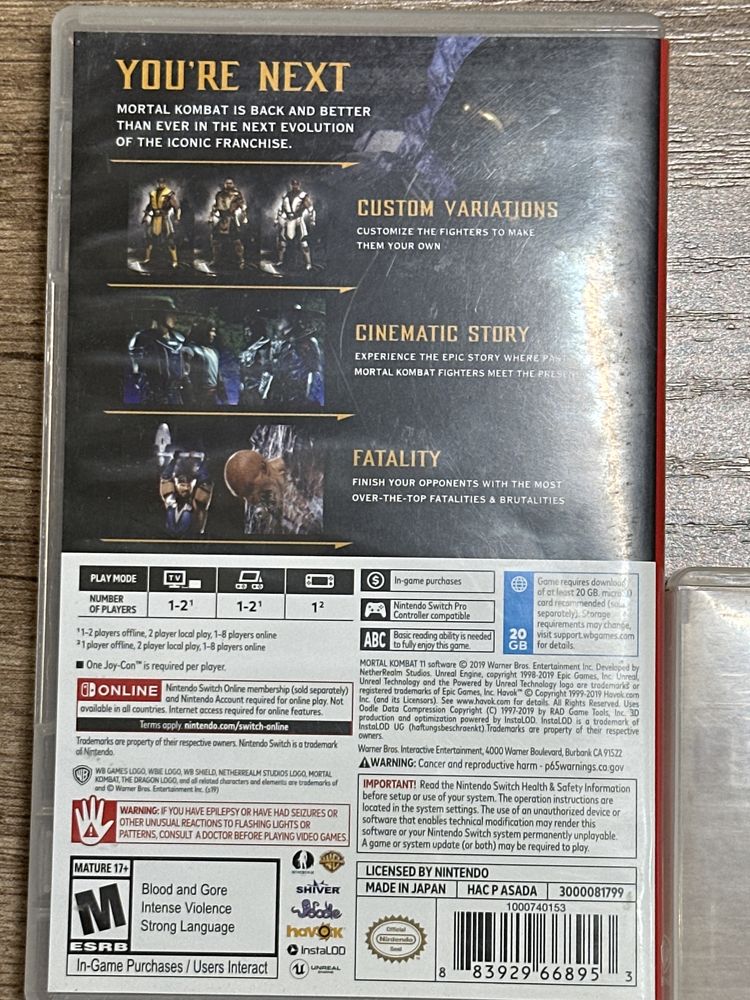 YOU'RE NEXT
MORTAL KOMBAT IS BACK AND BETTER
THAN EVER IN THE NEXT EVOLUTION
OF THE ICONIC FRANCHISE.
CUSTOM VARIATIONS
CUSTOMIZE THE FIGHTERS TO MAKE
THEM YOUR OWN
CINEMATIC STORY
EXPERIENCE THE EPIC STORY WHERE PAST
MORTAL KOMBAT FIGHTERS MEET THE PRESENT
FATALITY
FINISH YOUR OPPONENTS WITH THE MOST
OVER-THE-TOP FATALITIES & BRUTALITIES
PLAY MODE
TV
NUMBER
OF PLAYERS
1-2¹
1-2¹
1²
¹1-2 players offline, 2 player local play, 1-8 players online
²1 player offline, 2 player local play, 1-8 players online
■ One Joy-Con™ is required per player.
$ In-game purchases
Nintendo Switch Pro
Controller compatible
ABC
Basic reading ability is needed
to fully enjoy this game.
20
GB
Game requires download
of at least 20 GB. micro
card recommended (sold
separately). Storage
requirements may change,
visit support.wbgames.com
for details.
ONLINE
Nintendo Switch Online membership (sold separately)
and Nintendo Account required for online play. Not
available in all countries. Internet access required for online features.
Terms apply. nintendo.com/switch-online
Trademarks are property of their respective owners. Nintendo Switch is a trademark
of Nintendo.
WB GAMES LOGO, WBIE LOGO, WB SHIELD, NETHERREALM STUDIOS LOGO, MORTAL
KOMBAT, THE DRAGON LOGO, and all related characters and elements are trademarks of
and © Warner Bros. Entertainment Inc. (s19)
WARNING: IF YOU HAVE EPILEPSY OR HAVE HAD SEIZURES OR
OTHER UNUSUAL REACTIONS TO FLASHING LIGHTS OR
PATTERNS, CONSULT A DOCTOR BEFORE PLAYING VIDEO GAMES.
MORTAL KOMBAT 11 software © 2019 Warner Bros. Entertainment Inc. Developed by
NetherRealm Studios. Unreal Engine, copyright 1998-2019 Epic Games, Inc. Unreal,
Unreal Technology and the Powered by Unreal Technology logo are trademarks or
registered trademarks of Epic Games, Inc. Havok™ © Copyright 1999-2019 Havok.com
Inc. (and its Licensors). See www.havok.com for details. All Rights Reserved. Uses
Oodle Data Compression Copyright (C) 1997-2019 by RAD Game Tools, Inc. 3D
production and optimization powered by InstaLOD. InstaLOD is a trademark of
InstaLOD UG (haftungsbeschraenkt). Trademarks are property of their respective
owners.
Warner Bros. Interactive Entertainment, 4000 Warner Boulevard, Burbank CA 91522
WARNING: Cancer and reproductive harm - p65warnings.ca.gov
IMPORTANT! Read the Nintendo Switch Health & Safety Information
before setup or use of your system. The operation instructions are
located in the system settings. The use of an unauthorized device or
software that enables technical modification may render this
software or your Nintendo Switch system permanently unplayable.
A game or system update (or both) may be required to play.
MATURE 17+
M
ESRB
Blood and Gore
Intense Violence
Strong Language
In-Game Purchases / Users Interact
SHIVER
Oodle
havok
instaLOD
UNREAL
ENGINE
LICENSED BY NINTENDO
MADE IN JAPAN
HAC P ASADA
3000081799
1000740153
Official
Nintendo
Seal
8 83929 66895 3